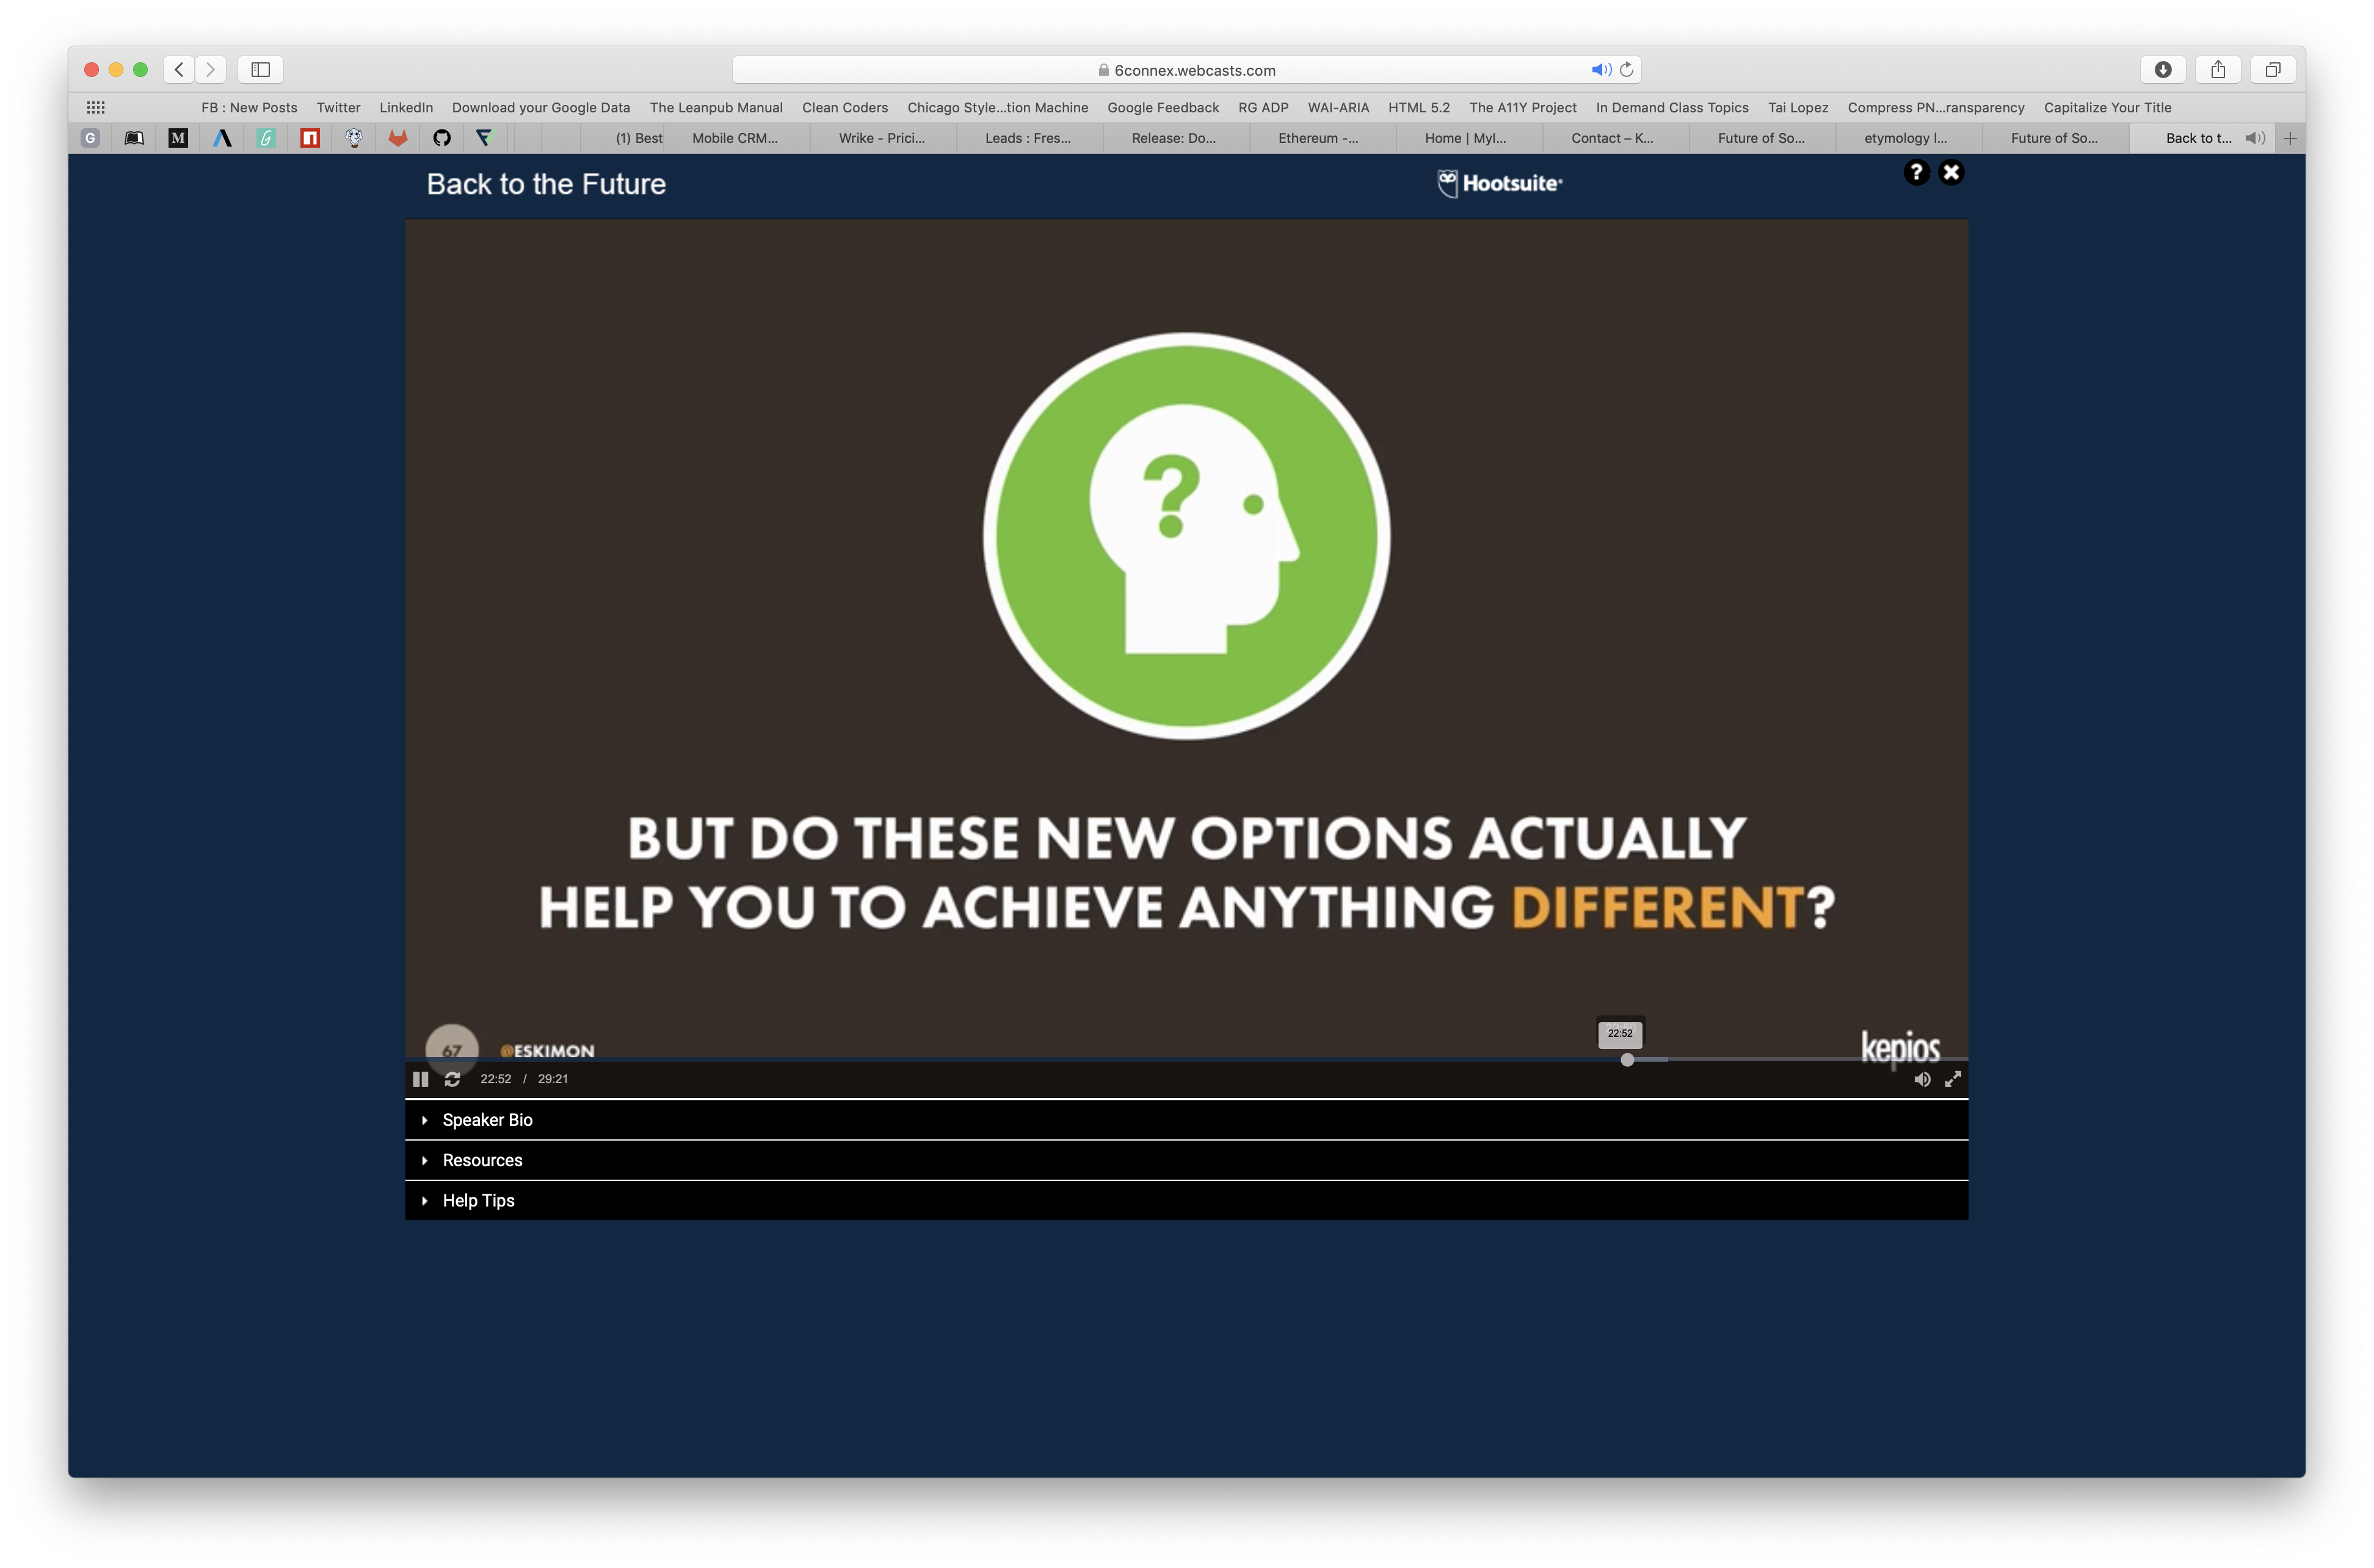 6connex.webcasts.com
FB : New Posts Twitter LinkedIn Download your Google Data The Leanpub Manual Clean Coders Chicago Style...tion Machine Google Feedback RG ADP WAI-ARIA HTML 5.2 The A11Y Project In Demand Class Topics Tai Lopez Compress PN...ransparency Capitalize Your Title
G M (1) Best Mobile CRM... Wrike - Prici... Leads : Fres... Release: Do... Ethereum -... Home | Myl... Contact – K... Future of So... etymology l... Future of So... Back to t...
Back to the Future
Hootsuite®
?
?
BUT DO THESE NEW OPTIONS ACTUALLY
HELP YOU TO ACHIEVE ANYTHING DIFFERENT?
22:52
67 @ESKIMON
kepios
22:52 / 29:21
Speaker Bio
Resources
Help Tips